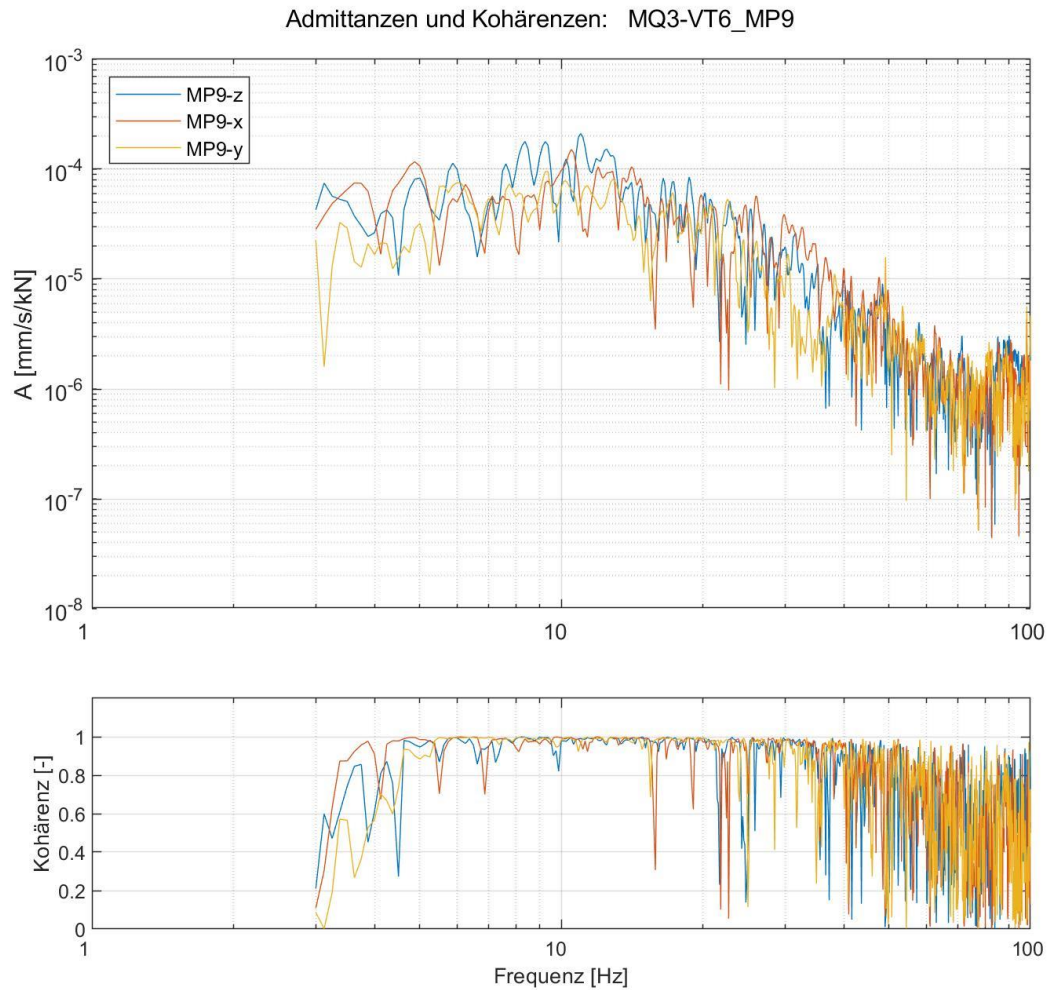 Admittanzen und Kohärenzen: MQ3-VT6_MP9
10-3
MP9-z
MP9-x
MP9-y
10-4
10-5
A [mm/s/kN]
10-6
10-7
10-8
1 10 100
1
0.8
0.6
0.4
0.2
0
Kohärenz [-]
1 10 100
Frequenz [Hz]